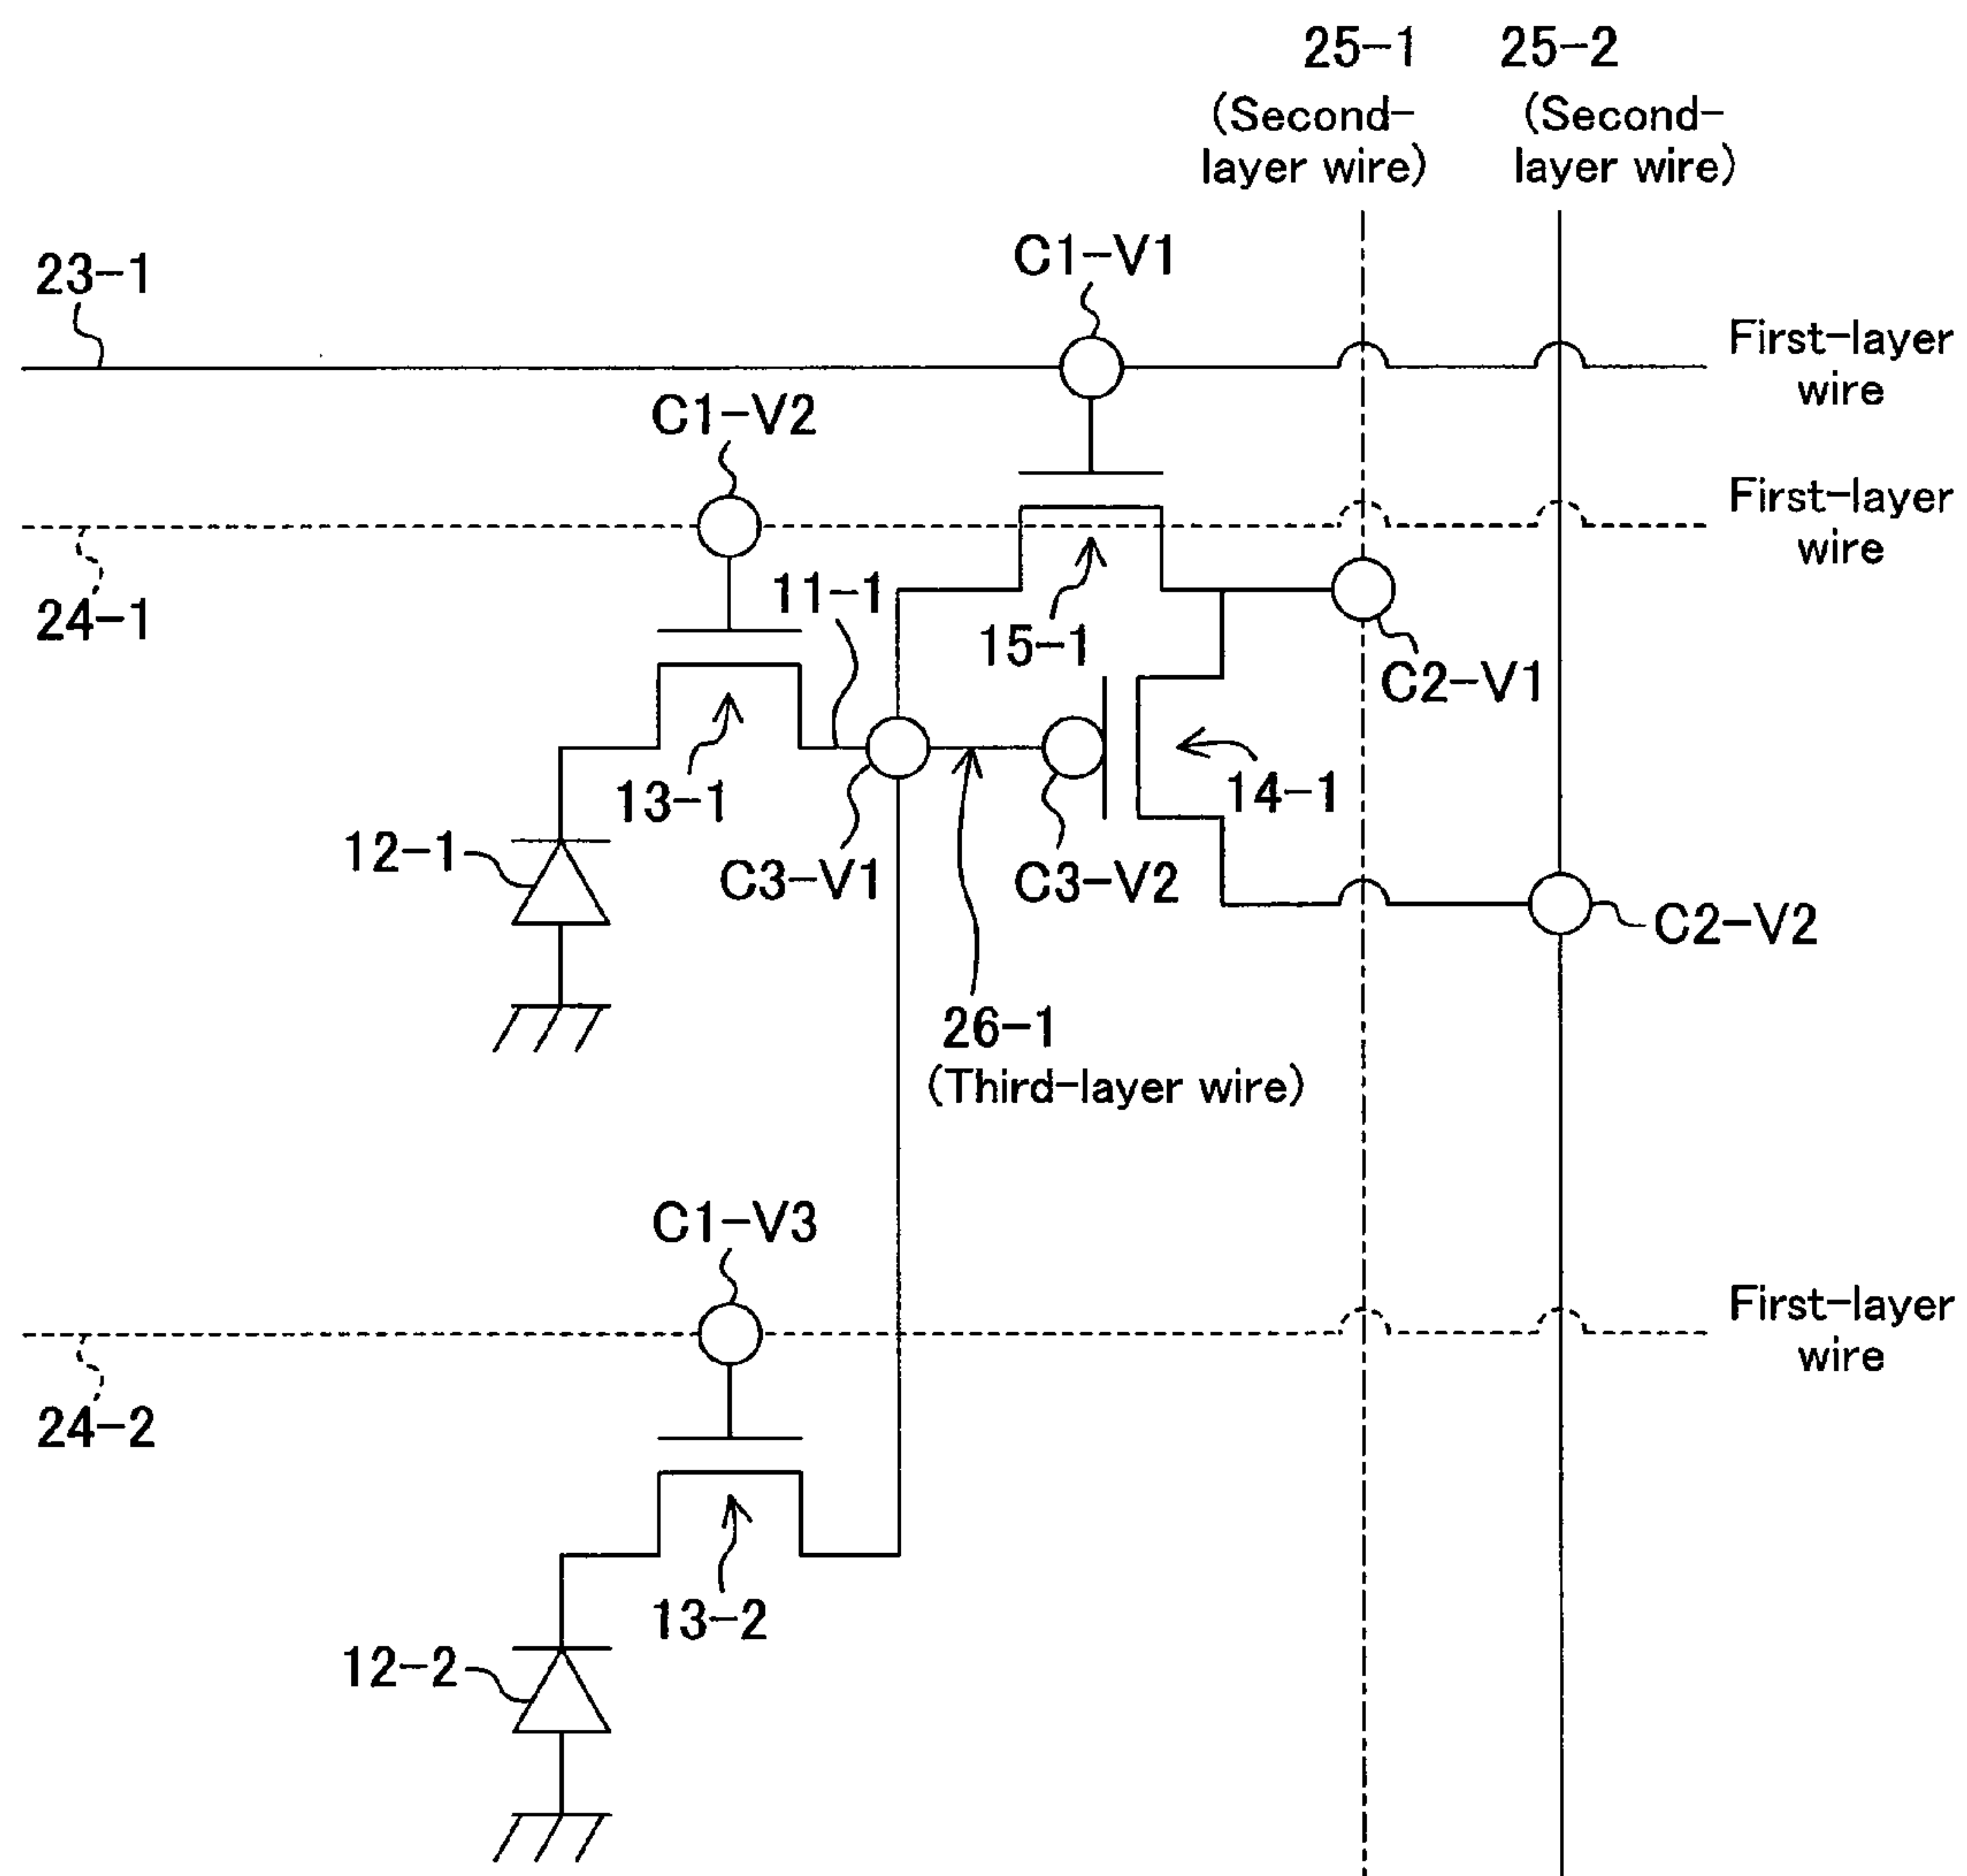 25-1
25-2
(Second-
layer wire)
(Second-
layer wire)
23-1
C1-V1
First-layer
wire
C1-V2
First-layer
wire
24-1
11-1
15-1
C2-V1
13-1
14-1
12-1
C3-V1
C3-V2
C2-V2
26-1
(Third-layer wire)
C1-V3
First-layer
wire
24-2
13-2
12-2